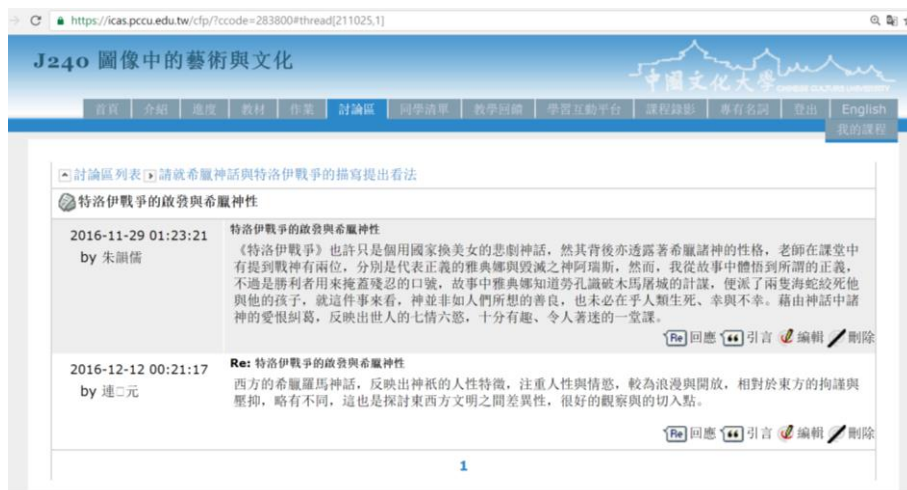 https://icas.pccu.edu.tw/cfp/?ccode=283800#thread[211025,1]
J240 圖像中的藝術與文化
中國文化大學
首頁 介紹 進度 教材 作業 討論區 同學清單 教學回饋 學習互動平台 課程錄影 專有名詞 登出 English
我的課程
討論區列表 請就希臘神話與特洛伊戰爭的描寫提出看法
特洛伊戰爭的啟發與希臘神性
2016-11-29 01:23:21
by 朱韻儒
特洛伊戰爭的啟發與希臘神性
《特洛伊戰爭》也許只是個用國家換美女的悲劇神話,然其背後亦透露著希臘諸神的性格,老師在課堂中
有提到戰神有兩位,分別是代表正義的雅典娜與毀滅之神阿瑞斯,然而,我從故事中體悟到所謂的正義,
不過是勝利者用來掩蓋殘忍的口號,故事中雅典娜知道勞孔識破木馬屠城的計謀,便派了兩隻海蛇絞死他
與他的孩子,就這件事來看,神並非如人們所想的善良,也未必在乎人類生死、幸與不幸。藉由神話中諸
神的愛恨糾葛,反映出世人的七情六慾,十分有趣、令人著迷的一堂課。
Re 回應 引言 編輯 刪除
2016-12-12 00:21:17
by 連□元
Re: 特洛伊戰爭的啟發與希臘神性
西方的希臘羅馬神話,反映出神祇的人性特徵,注重人性與情慾,較為浪漫與開放,相對於東方的拘謹與
壓抑,略有不同,這也是探討東西方文明之間差異性,很好的觀察與的切入點。
Re 回應 引言 編輯 刪除
1